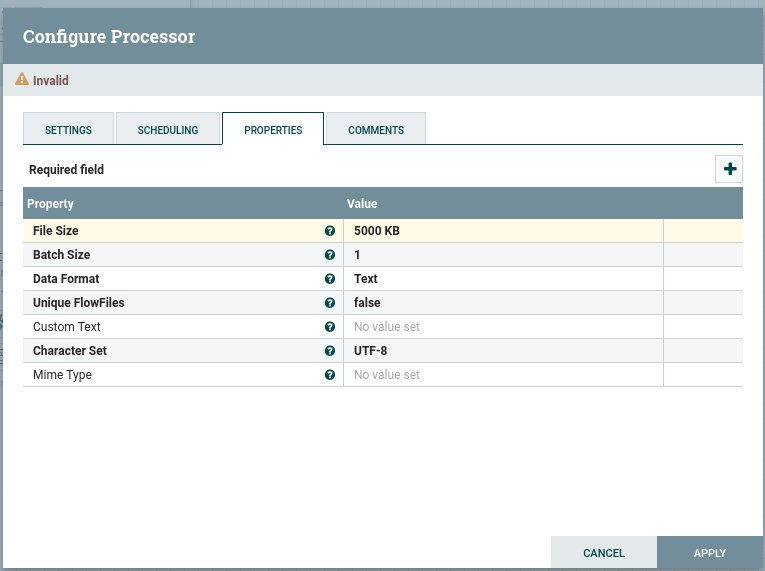 Configure Processor
Invalid
SETTINGS SCHEDULING PROPERTIES COMMENTS
Required field
Property Value
File Size 5000 KB
Batch Size 1
Data Format Text
Unique FlowFiles false
Custom Text No value set
Character Set UTF-8
Mime Type No value set
CANCEL APPLY